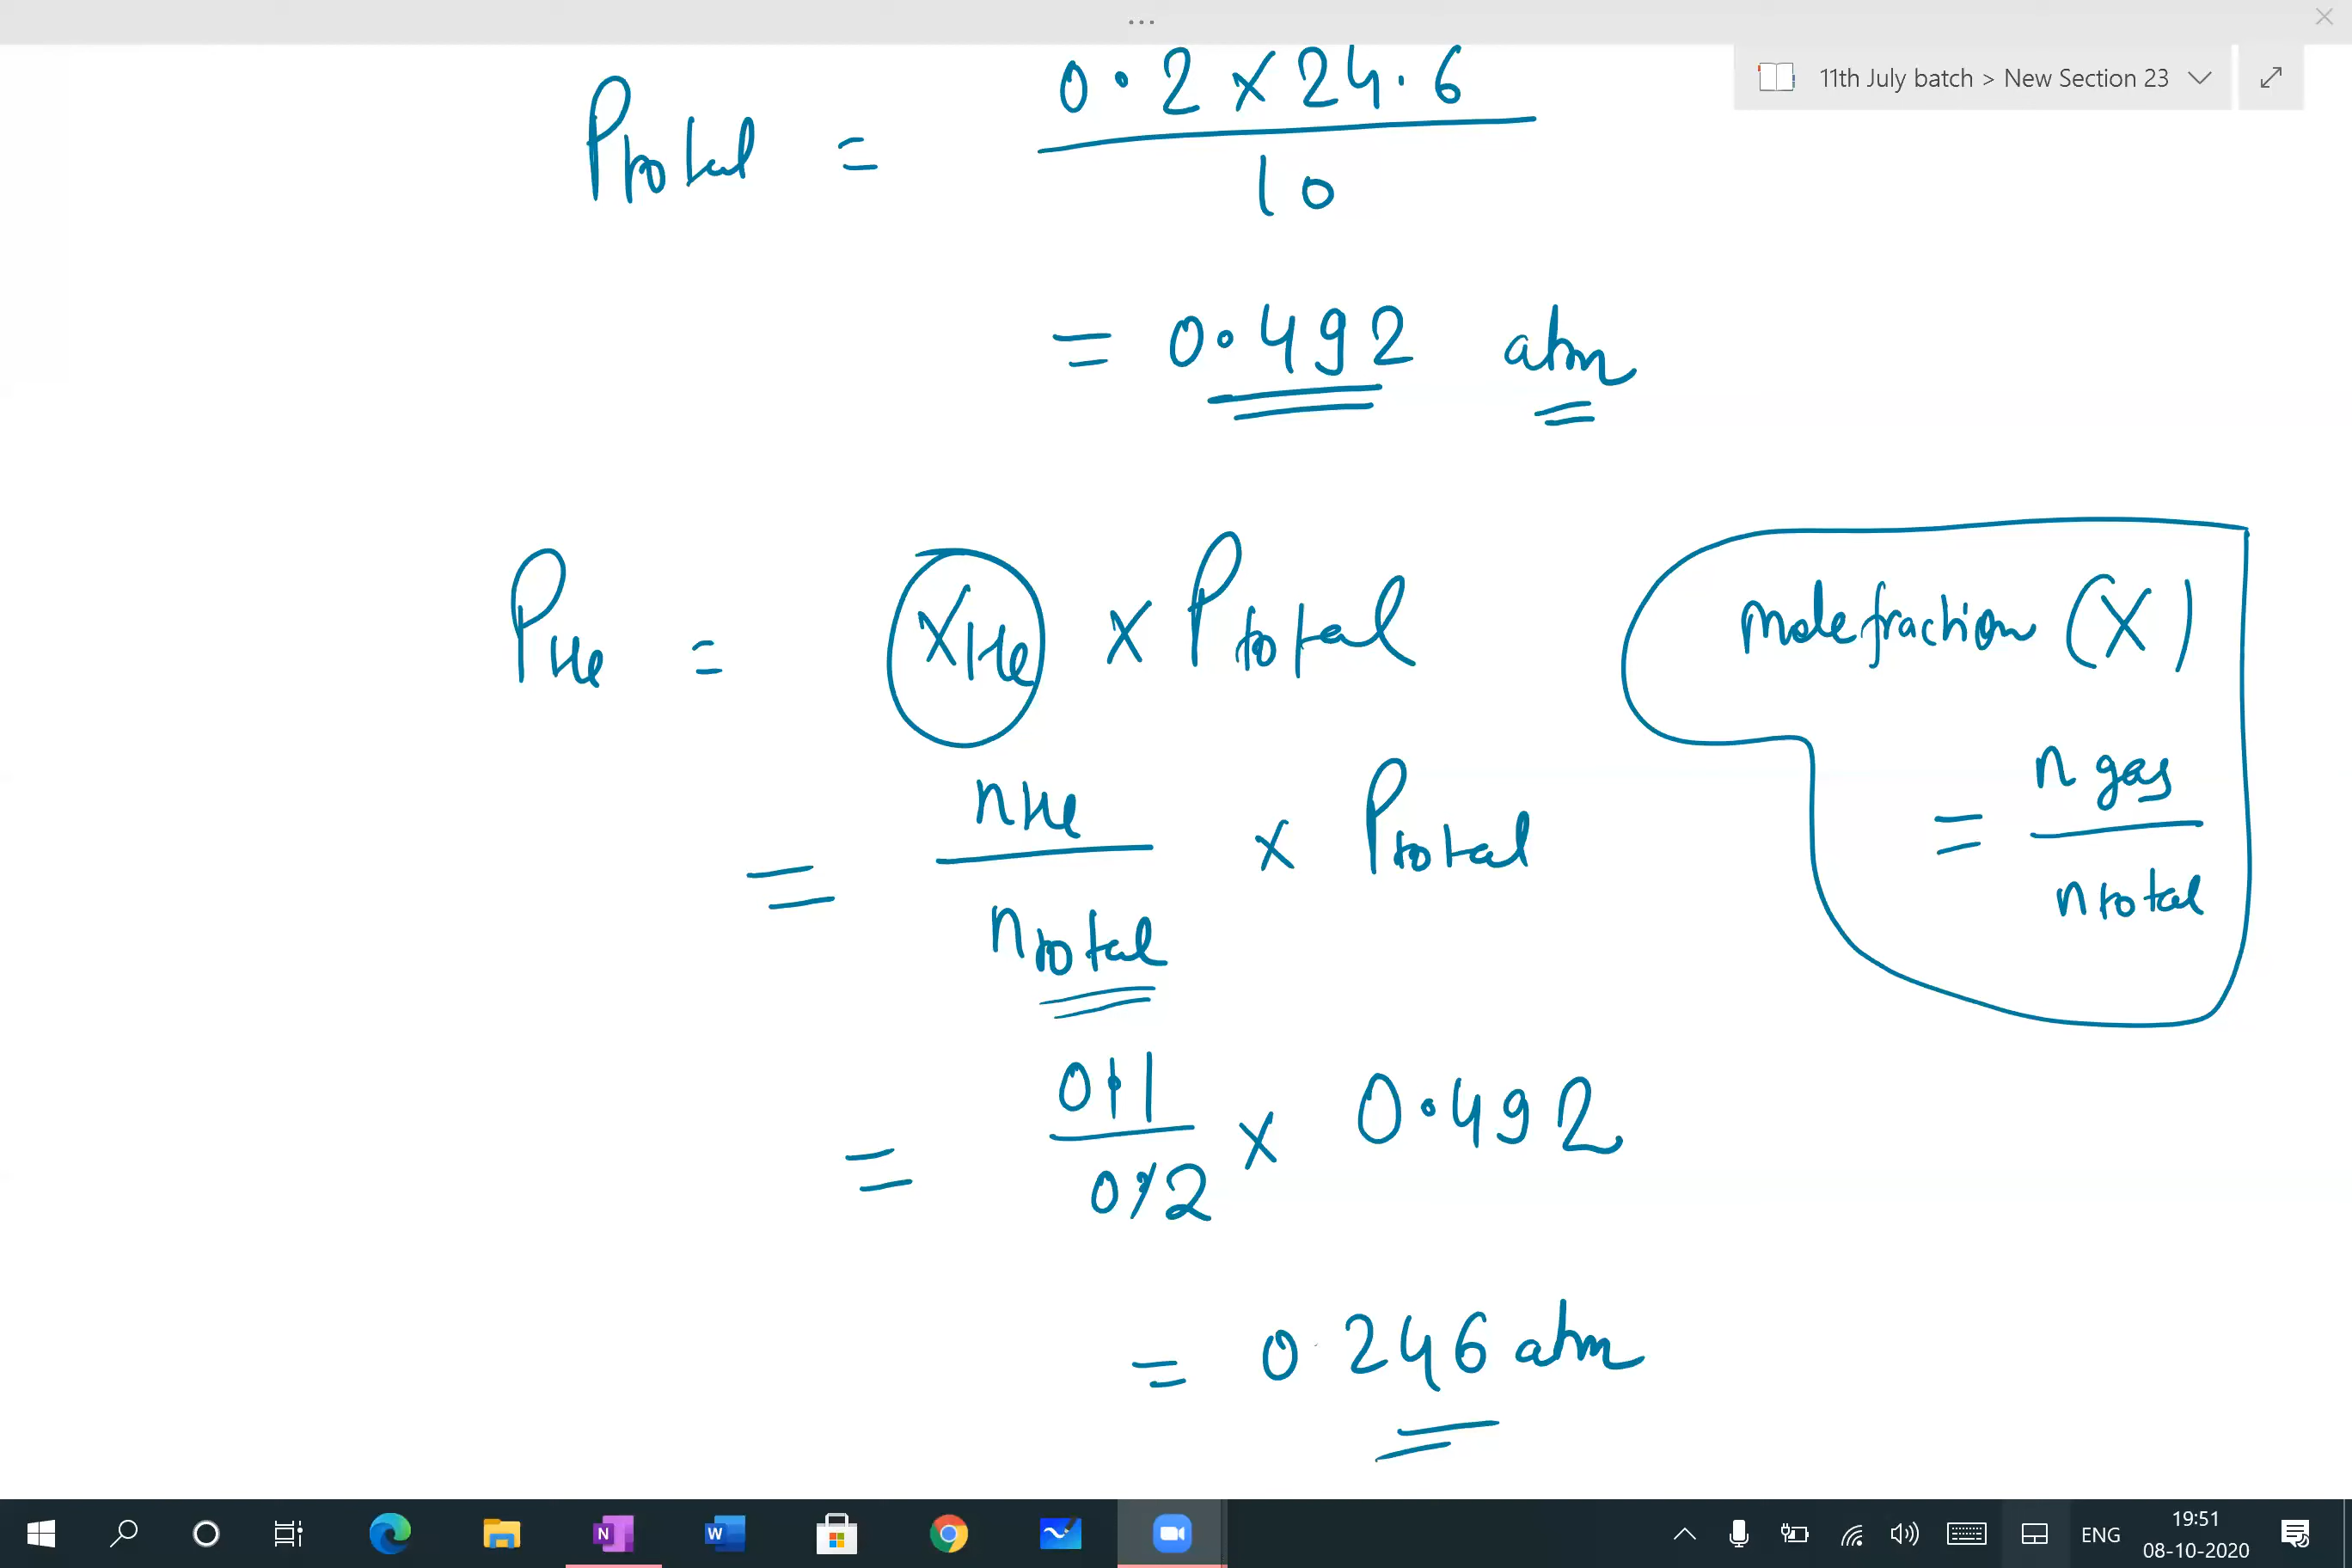 11th July batch > New Section 23
Ptotal = 0.2 x 24.6
10
= 0.492 atm
PHe = XHe x Ptotal
mole fraction (X)
= n gas
n total
= nHe x Ptotal
ntotal
= 0.1 x 0.492
0.2
= 0.246 atm
N
W
ENG
19:51
08-10-2020